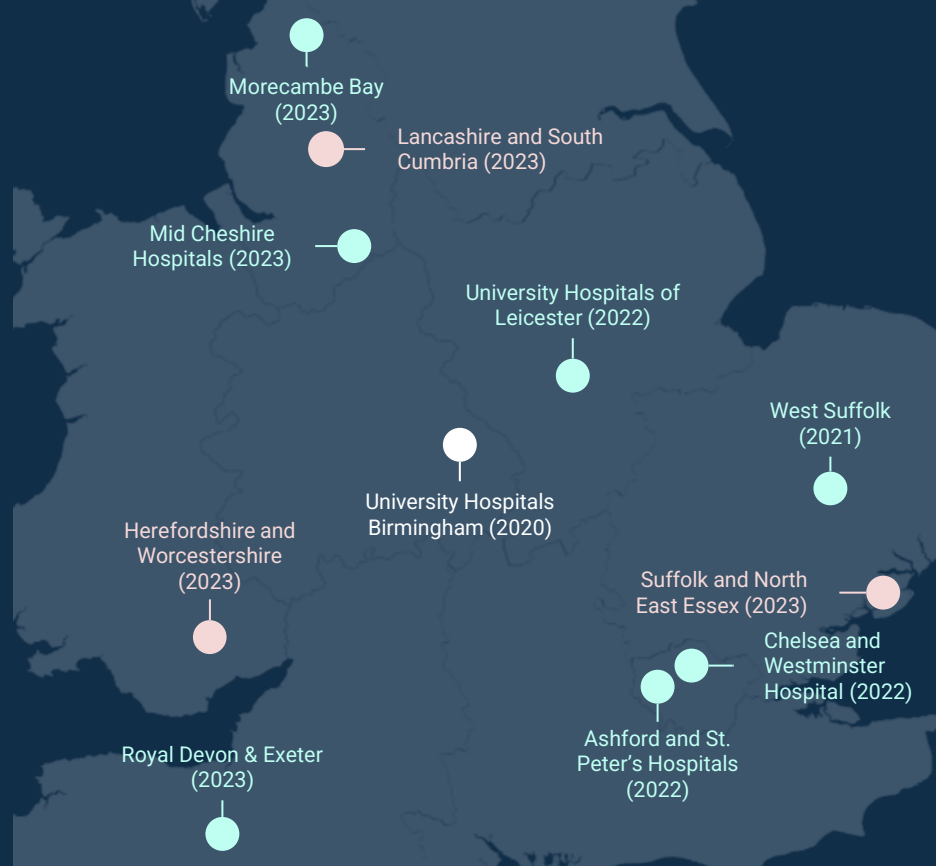 Morecambe Bay
(2023)
Lancashire and South
Cumbria (2023)
Mid Cheshire
Hospitals (2023)
University Hospitals of
Leicester (2022)
West Suffolk
(2021)
University Hospitals
Birmingham (2020)
Herefordshire and
Worcestershire
(2023)
Suffolk and North
East Essex (2023)
Chelsea and
Westminster
Hospital (2022)
Ashford and St.
Peter’s Hospitals
(2022)
Royal Devon & Exeter
(2023)